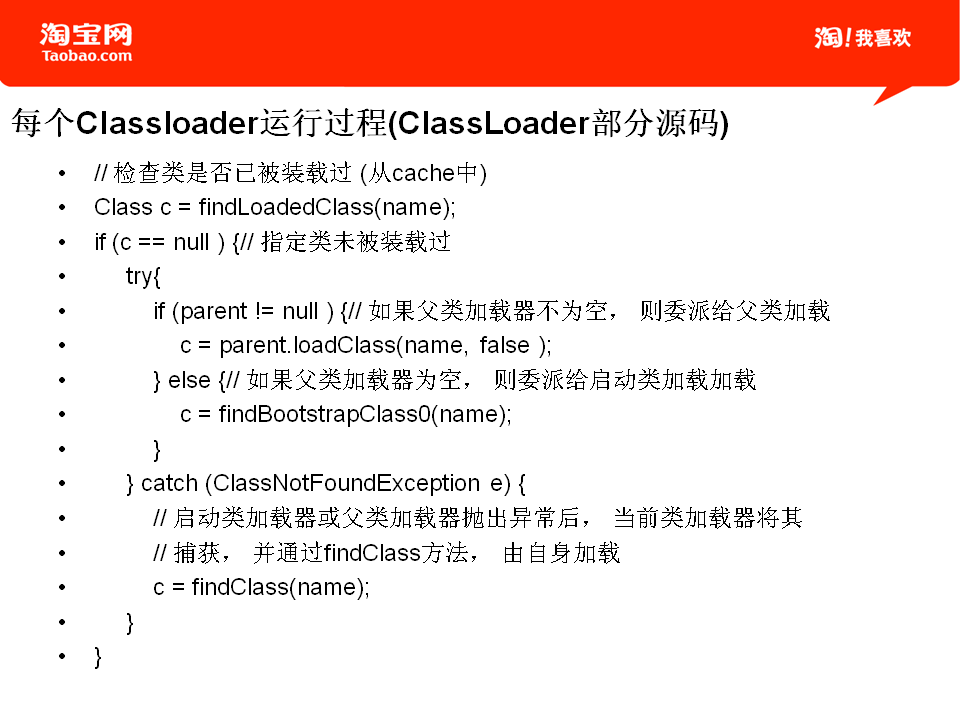 淘宝网
Taobao.com
淘!我喜欢
每个Classloader运行过程(ClassLoader部分源码)
• // 检查类是否已被装载过 (从cache中)
• Class c = findLoadedClass(name);
• if (c == null ) {// 指定类未被装载过
• try{
• if (parent != null ) {// 如果父类加载器不为空， 则委派给父类加载
• c = parent.loadClass(name, false );
• } else {// 如果父类加载器为空， 则委派给启动类加载加载
• c = findBootstrapClass0(name);
• }
• } catch (ClassNotFoundException e) {
• // 启动类加载器或父类加载器抛出异常后， 当前类加载器将其
• // 捕获， 并通过findClass方法， 由自身加载
• c = findClass(name);
• }
• }